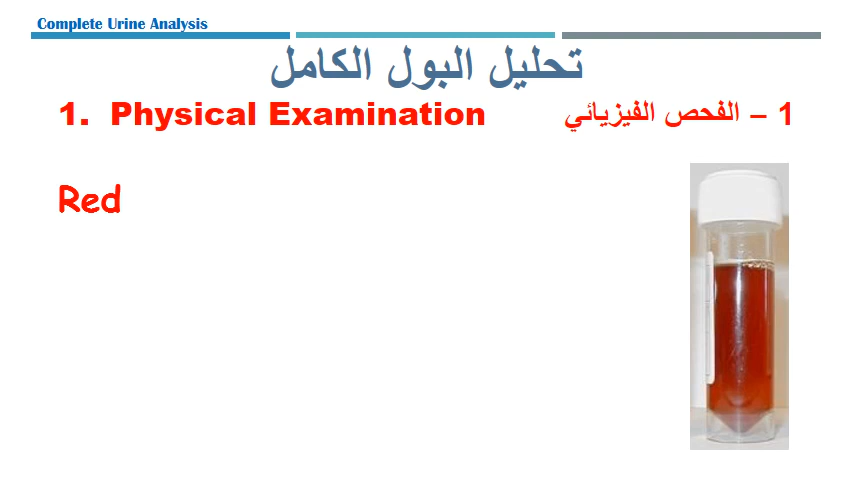 Complete Urine Analysis
تحليل البول الكامل
1. Physical Examination
1 – الفحص الفيزيائي
Red